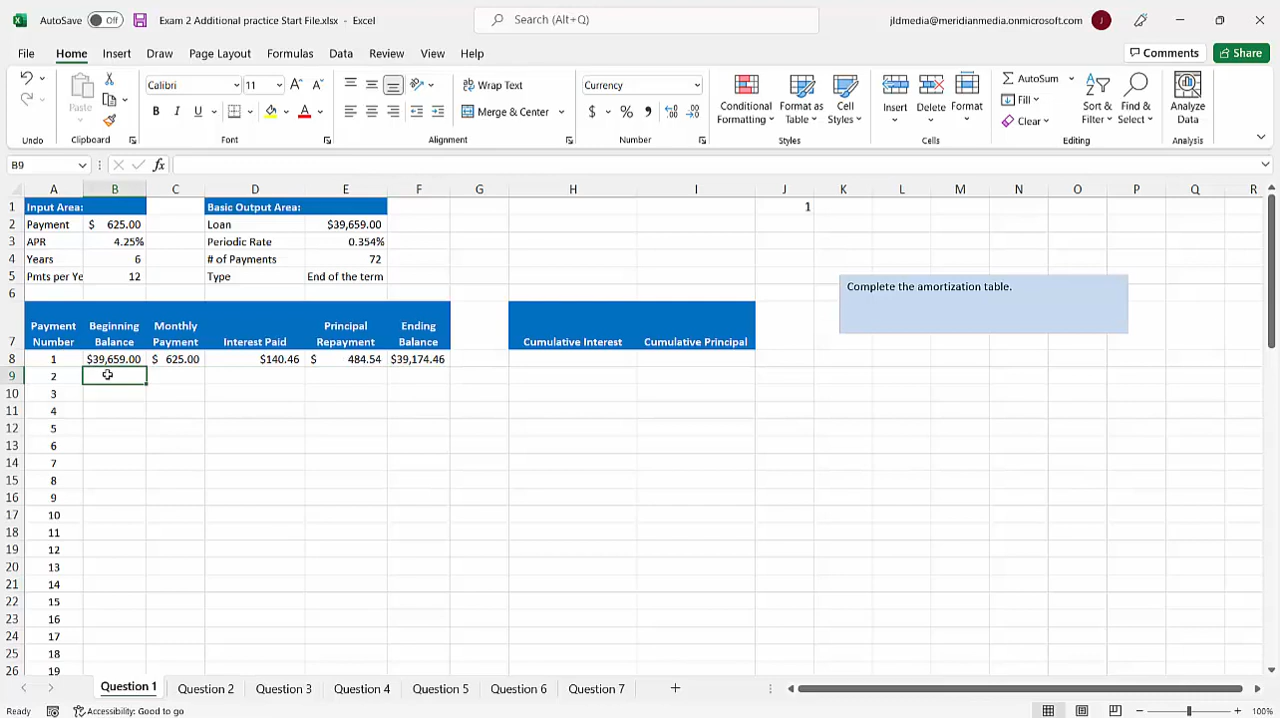 AutoSave Off Exam 2 Additional practice Start File.xlsx - Excel Search (Alt+Q) jldmedia@meridianmedia.onmicrosoft.com J
File Home Insert Draw Page Layout Formulas Data Review View Help Comments Share
Calibri 11 Wrap Text Currency AutoSum
Paste Conditional Formatting Format as Table Cell Styles Insert Delete Format Fill Sort & Filter Find & Select Analyze Data
B I U A Merge & Center $ % Clear
Undo Clipboard Font Alignment Number Styles Cells Editing Analysis
B9 fx
A B C D E F G H I J K L M N O P Q R
1 Input Area: Basic Output Area: 1
2 Payment $ 625.00 Loan $39,659.00
3 APR 4.25% Periodic Rate 0.354%
4 Years 6 # of Payments 72
5 Pmts per Ye 12 Type End of the term
Complete the amortization table.
6
Payment Beginning Monthly Principal Ending
7 Number Balance Payment Interest Paid Repayment Balance Cumulative Interest Cumulative Principal
8 1 $39,659.00 $ 625.00 $140.46 $ 484.54 $39,174.46
9 2
10 3
11 4
12 5
13 6
14 7
15 8
16 9
17 10
18 11
19 12
20 13
21 14
22 15
23 16
24 17
25 18
26 19
Question 1 Question 2 Question 3 Question 4 Question 5 Question 6 Question 7
Ready Accessibility: Good to go 100%